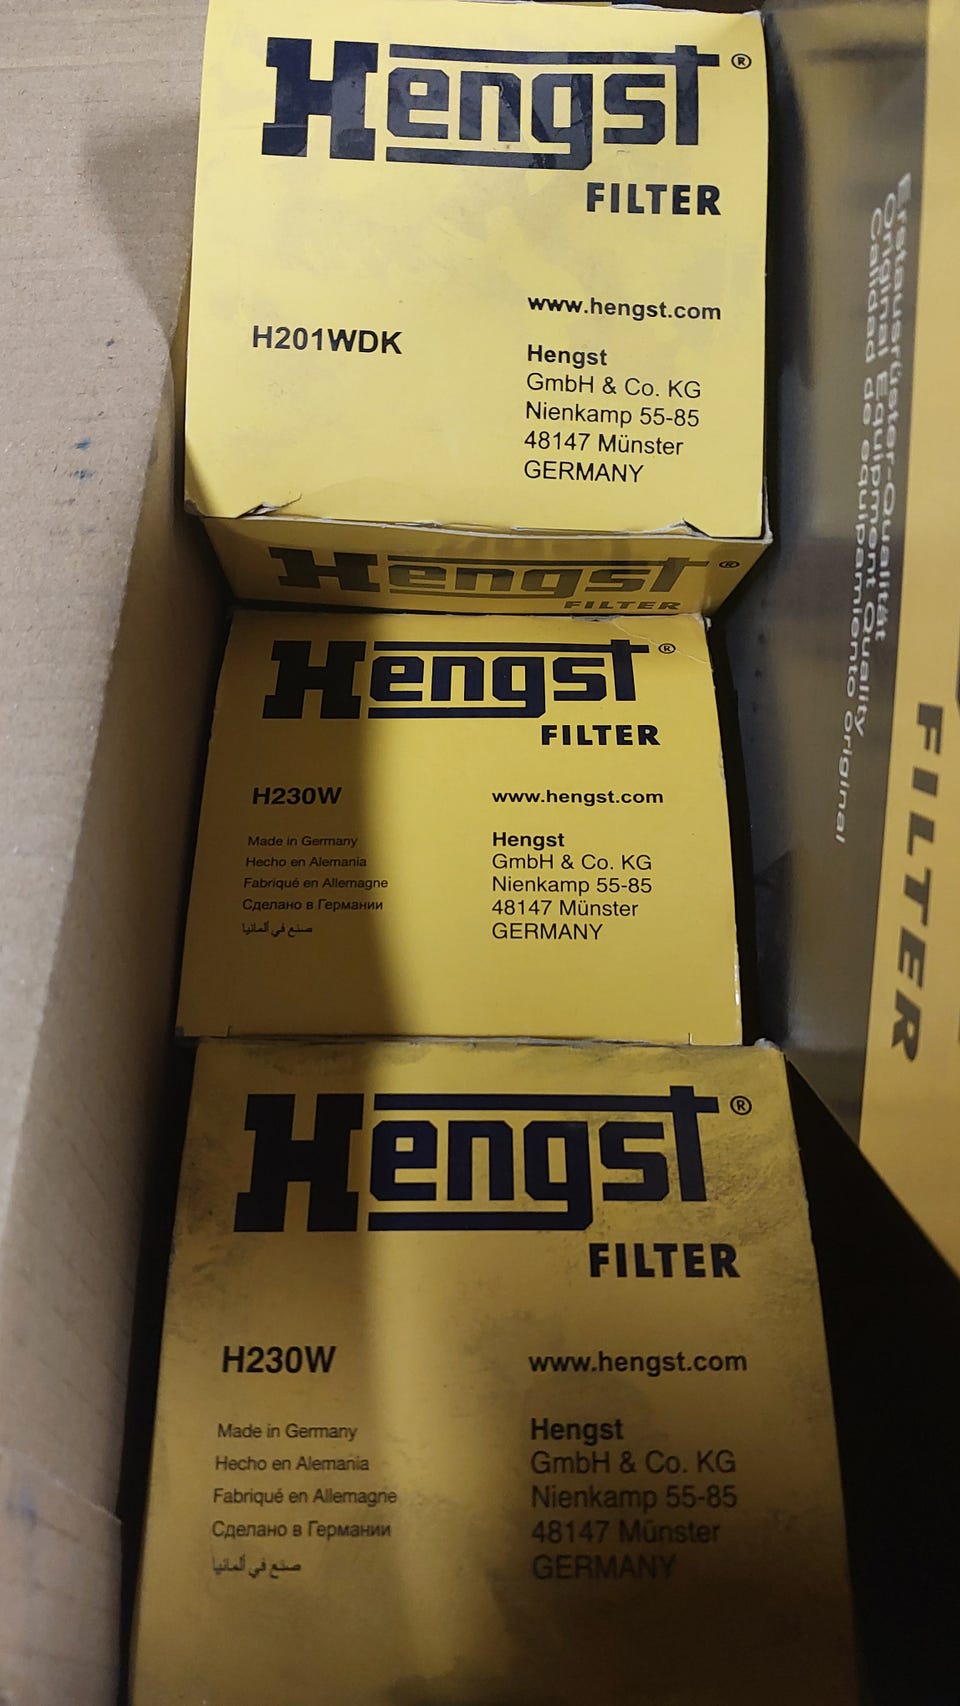 Hengst®
FILTER
www.hengst.com
H201WDK
Hengst
GmbH & Co. KG
Nienkamp 55-85
48147 Münster
GERMANY
Hengst®
FILTER
Hengst®
FILTER
H230W
www.hengst.com
Made in Germany
Hecho en Alemania
Fabriqué en Allemagne
Сделано в Германии
صنع في ألمانيا
Hengst
GmbH & Co. KG
Nienkamp 55-85
48147 Münster
GERMANY
Hengst®
FILTER
H230W
www.hengst.com
Made in Germany
Hecho en Alemania
Fabriqué en Allemagne
Сделано в Германии
صنع في ألمانيا
Hengst
GmbH & Co. KG
Nienkamp 55-85
48147 Münster
GERMANY
Erstausrüster-Qualität
Original Equipment Quality
Calidad de equipamiento original
FILTER